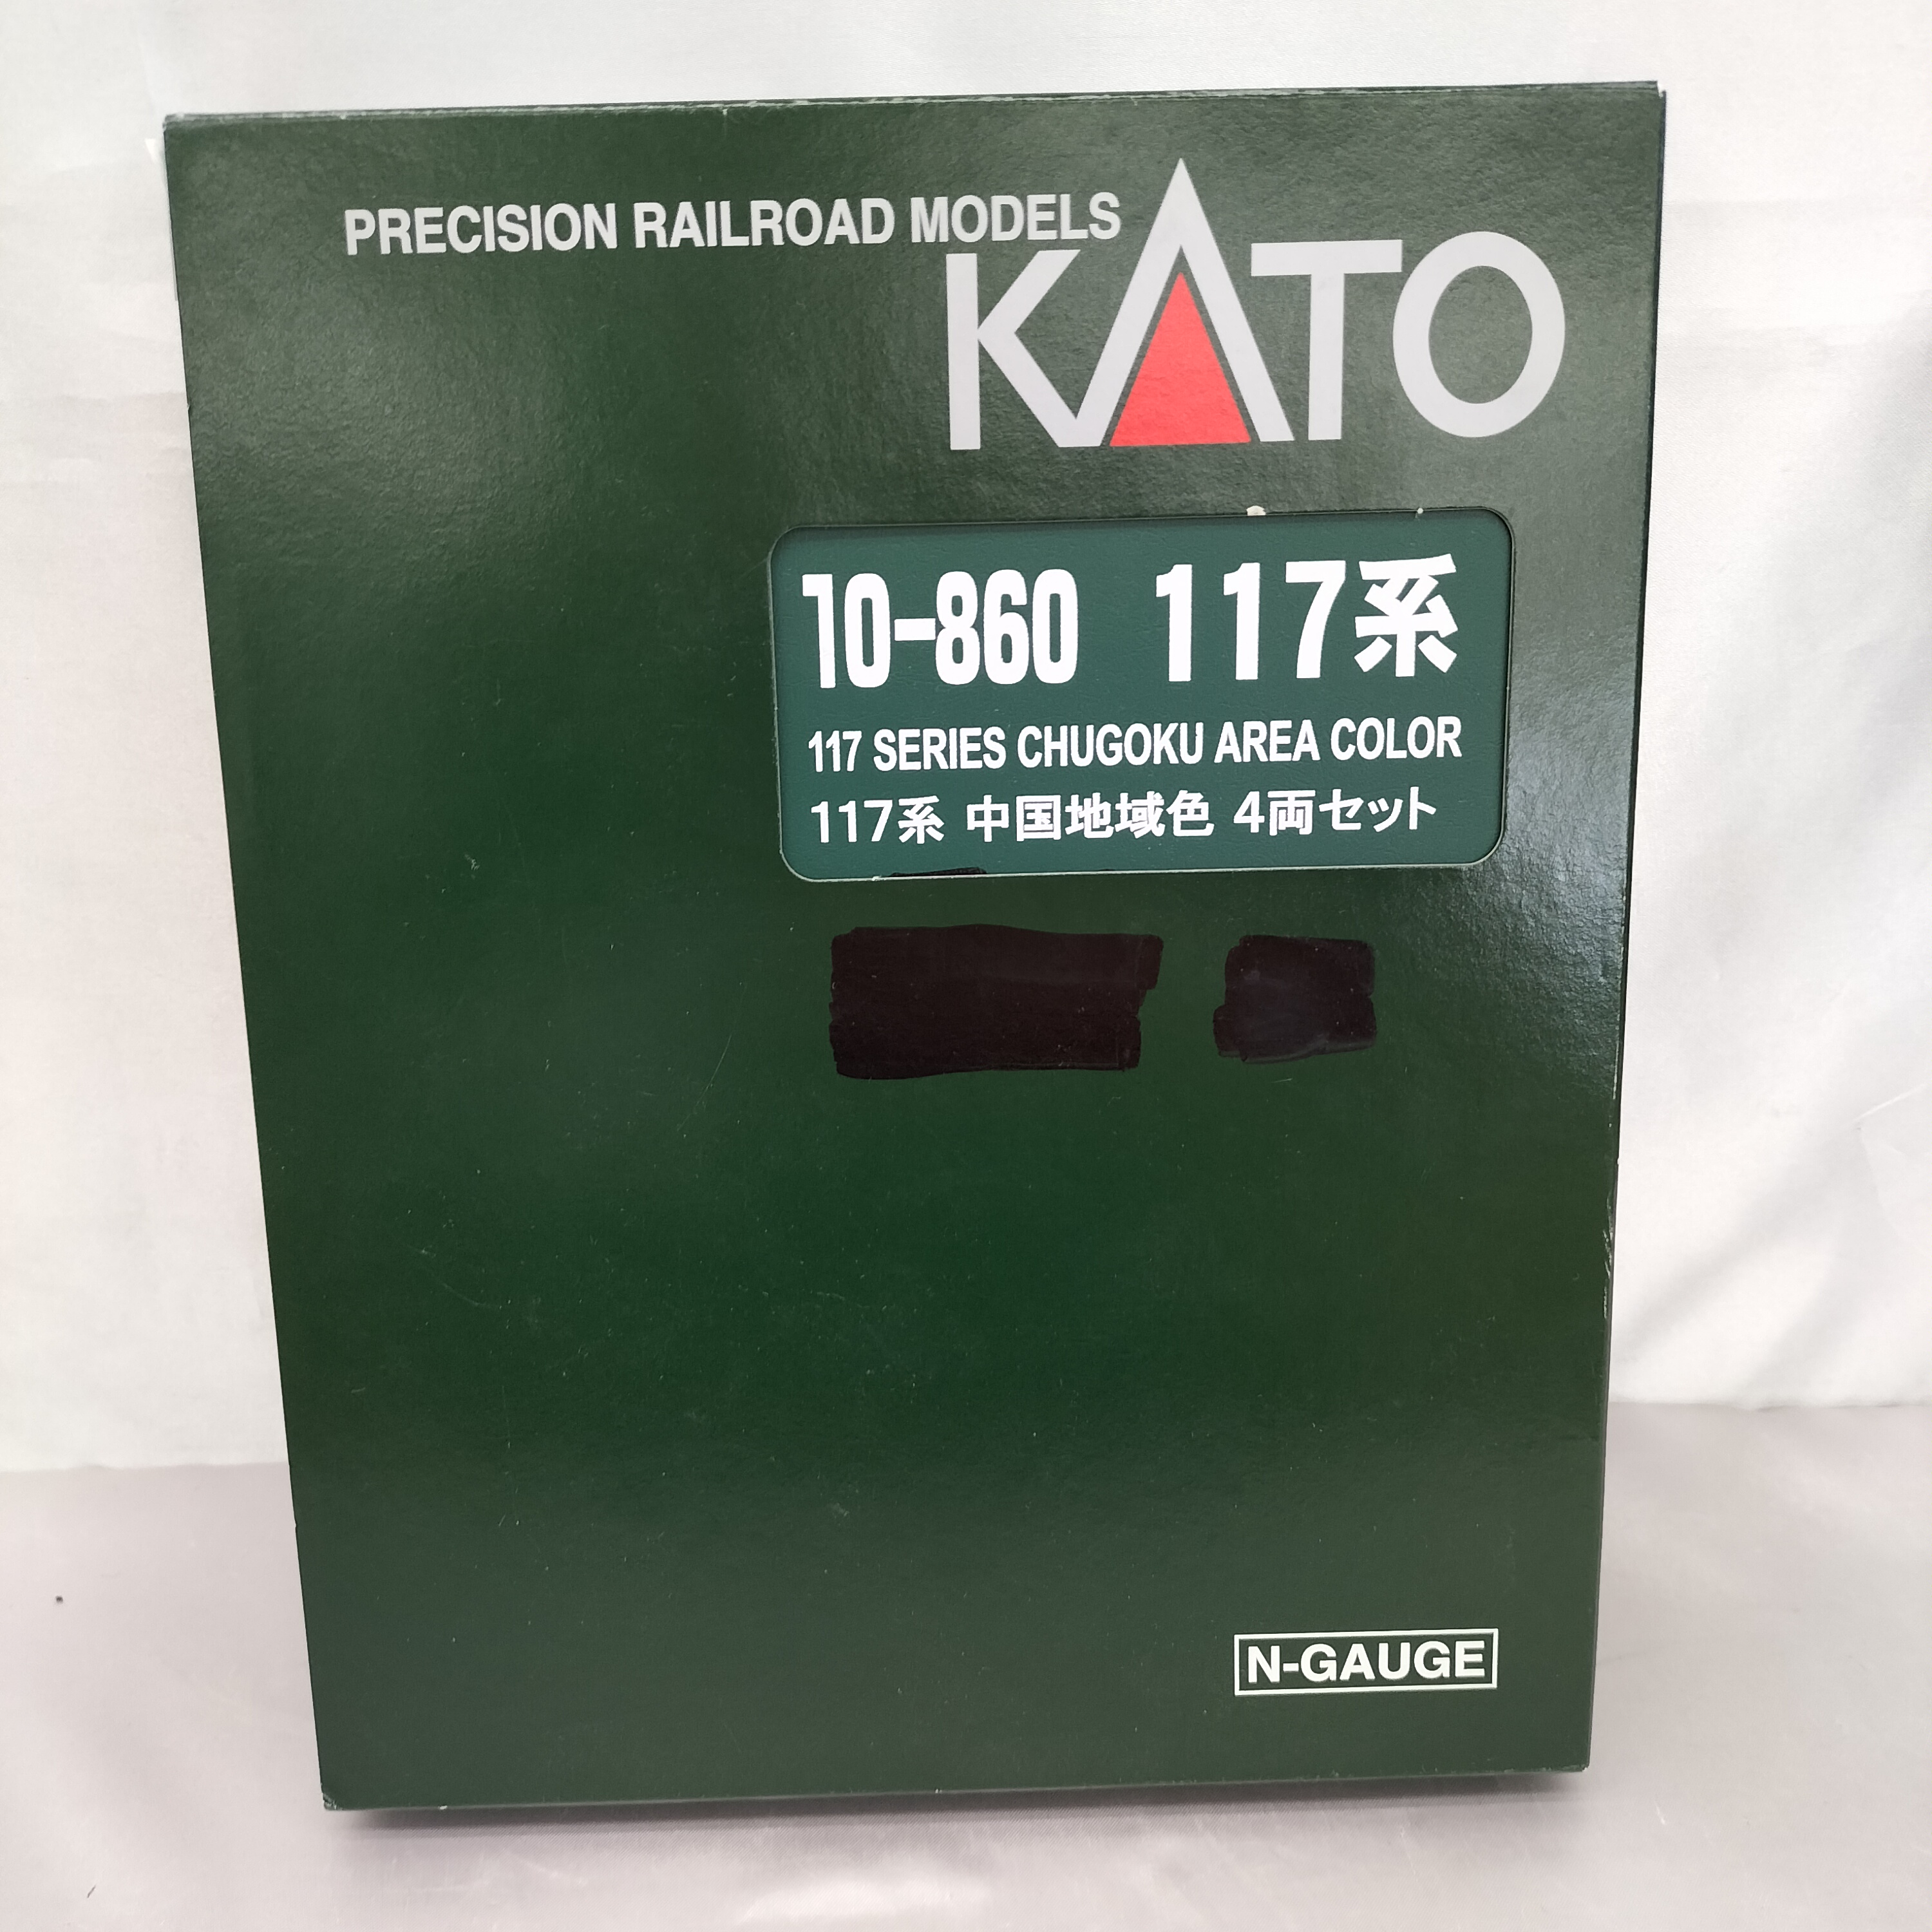 PRECISION RAILROAD MODELS
KATO
10-860 117系
117 SERIES CHUGOKU AREA COLOR
117系 中国地域色 4両セット
N-GAUGE